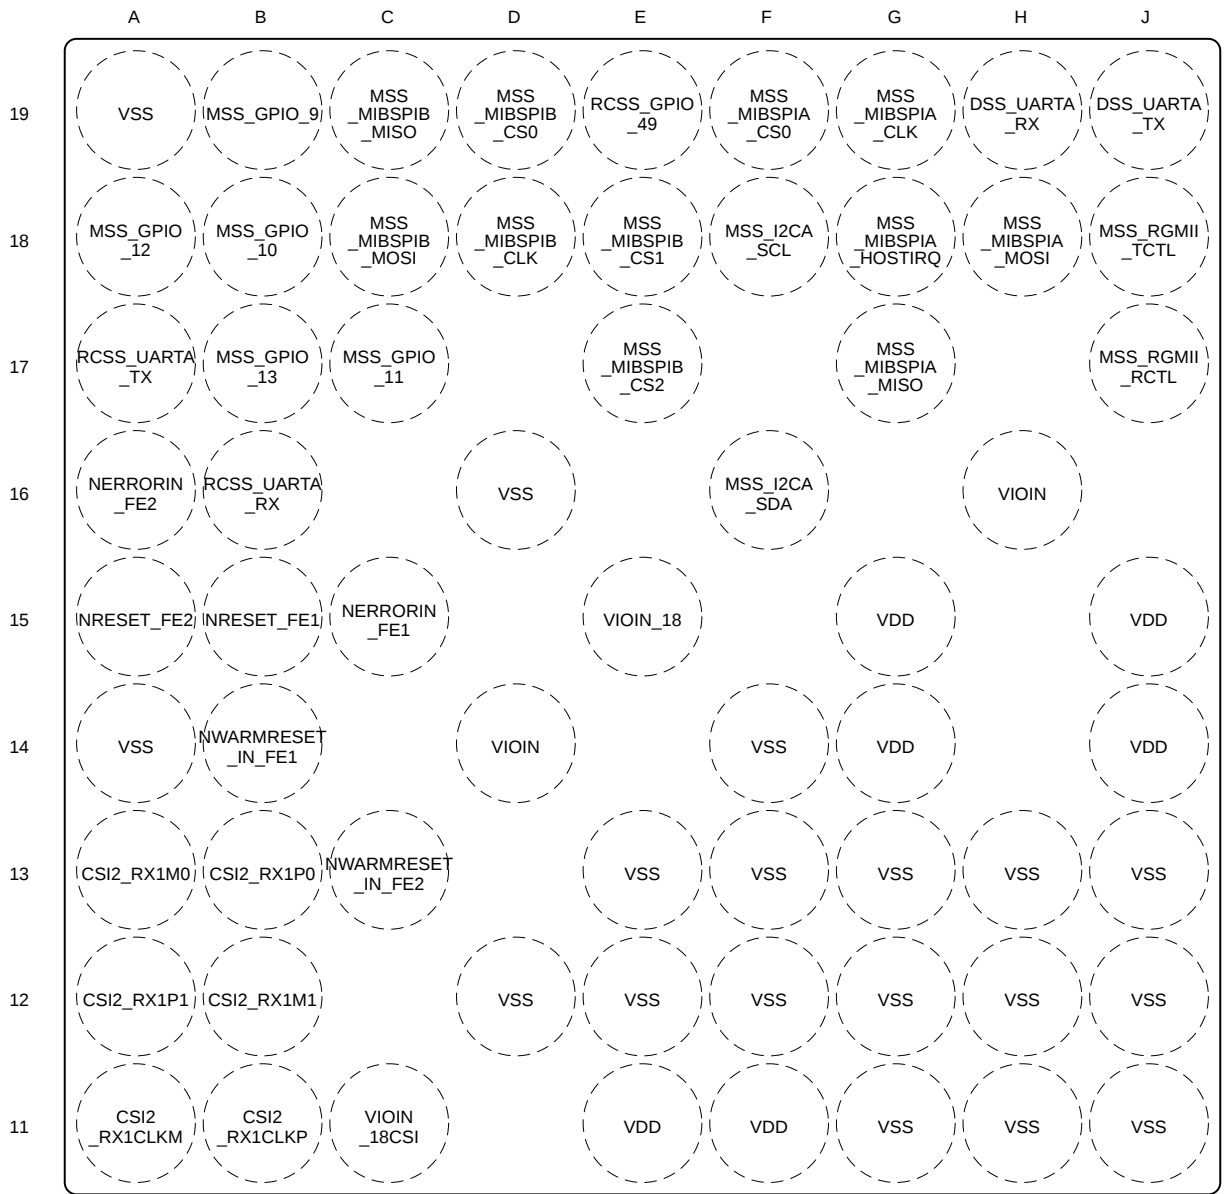 A B C D E F G H J
19 VSS MSS_GPIO_9 MSS _MIBSPIB _MISO MSS _MIBSPIB _CS0 RCSS_GPIO _49 MSS _MIBSPIA _CS0 MSS _MIBSPIA _CLK DSS_UARTA _RX DSS_UARTA _TX
18 MSS_GPIO _12 MSS_GPIO _10 MSS _MIBSPIB _MOSI MSS _MIBSPIB _CLK MSS _MIBSPIB _CS1 MSS_I2CA _SCL MSS _MIBSPIA _HOSTIRQ MSS _MIBSPIA _MOSI MSS_RGMII _TCTL
17 RCSS_UARTA _TX MSS_GPIO _13 MSS_GPIO _11 MSS _MIBSPIB _CS2 MSS _MIBSPIA _MISO MSS_RGMII _RCTL
16 NERRORIN _FE2 RCSS_UARTA _RX VSS MSS_I2CA _SDA VIOIN
15 NRESET_FE2 NRESET_FE1 NERRORIN _FE1 VIOIN_18 VDD VDD
14 VSS NWARMRESET _IN_FE1 VIOIN VSS VDD VDD
13 CSI2_RX1M0 CSI2_RX1P0 NWARMRESET _IN_FE2 VSS VSS VSS VSS VSS
12 CSI2_RX1P1 CSI2_RX1M1 VSS VSS VSS VSS VSS VSS
11 CSI2 _RX1CLKM CSI2 _RX1CLKP VIOIN _18CSI VDD VDD VSS VSS VSS